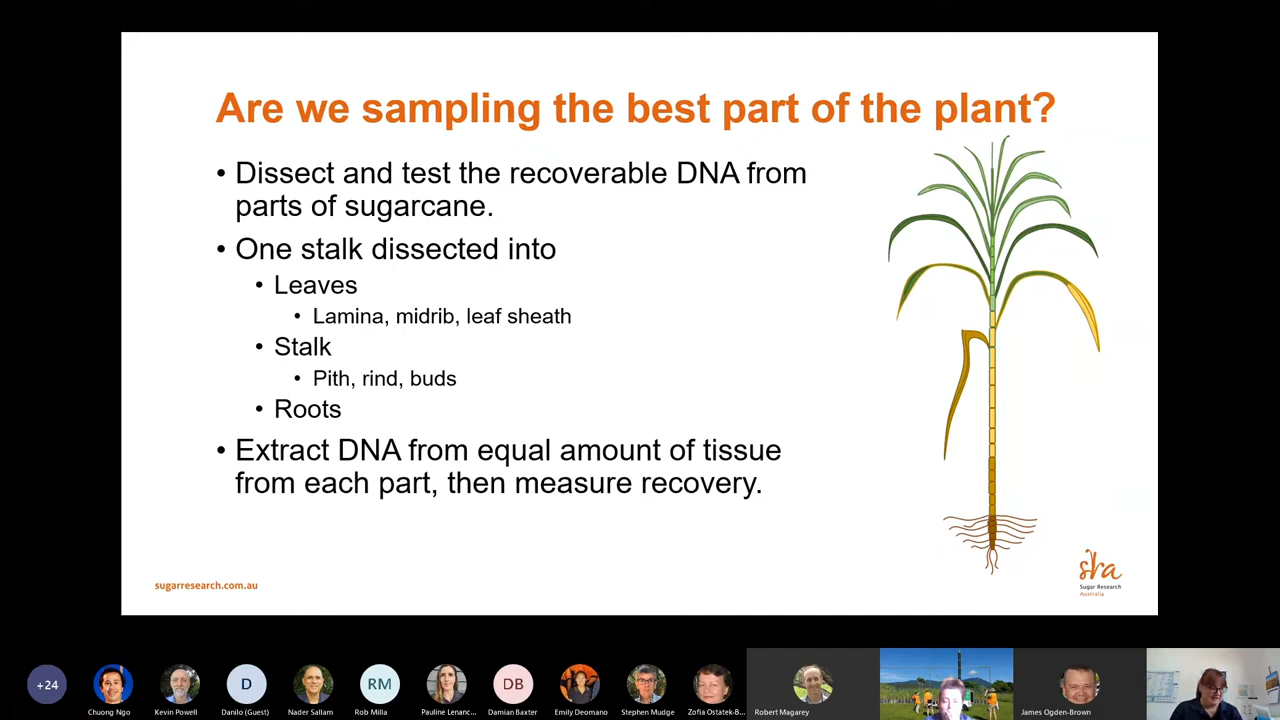 Are we sampling the best part of the plant?
• Dissect and test the recoverable DNA from
parts of sugarcane.
• One stalk dissected into
• Leaves
• Lamina, midrib, leaf sheath
• Stalk
• Pith, rind, buds
• Roots
• Extract DNA from equal amount of tissue
from each part, then measure recovery.
sugarresearch.com.au
sra
Sugar Research
Australia
+24
D
RM
DB
Chuong Ngo
Kevin Powell
Danilo (Guest)
Nader Sallam
Rob Milla
Pauline Lenanc...
Damian Baxter
Emily Deomano
Stephen Mudge
Zofia Ostatek-B...
Robert Magarey
James Ogden-Brown